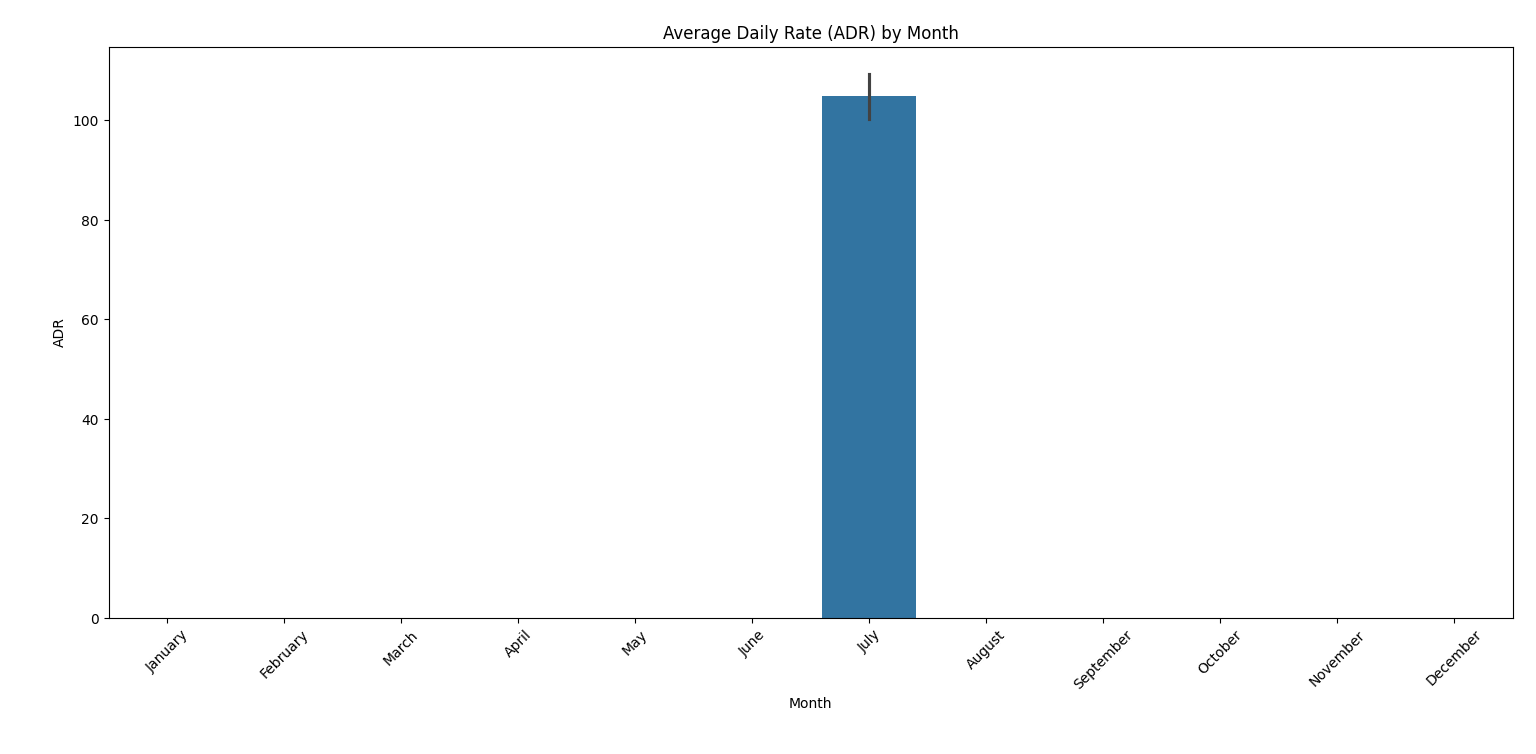 Average Daily Rate (ADR) by Month
100
80
60
40
20
0
ADR
January February March April May June July August September October November December
Month